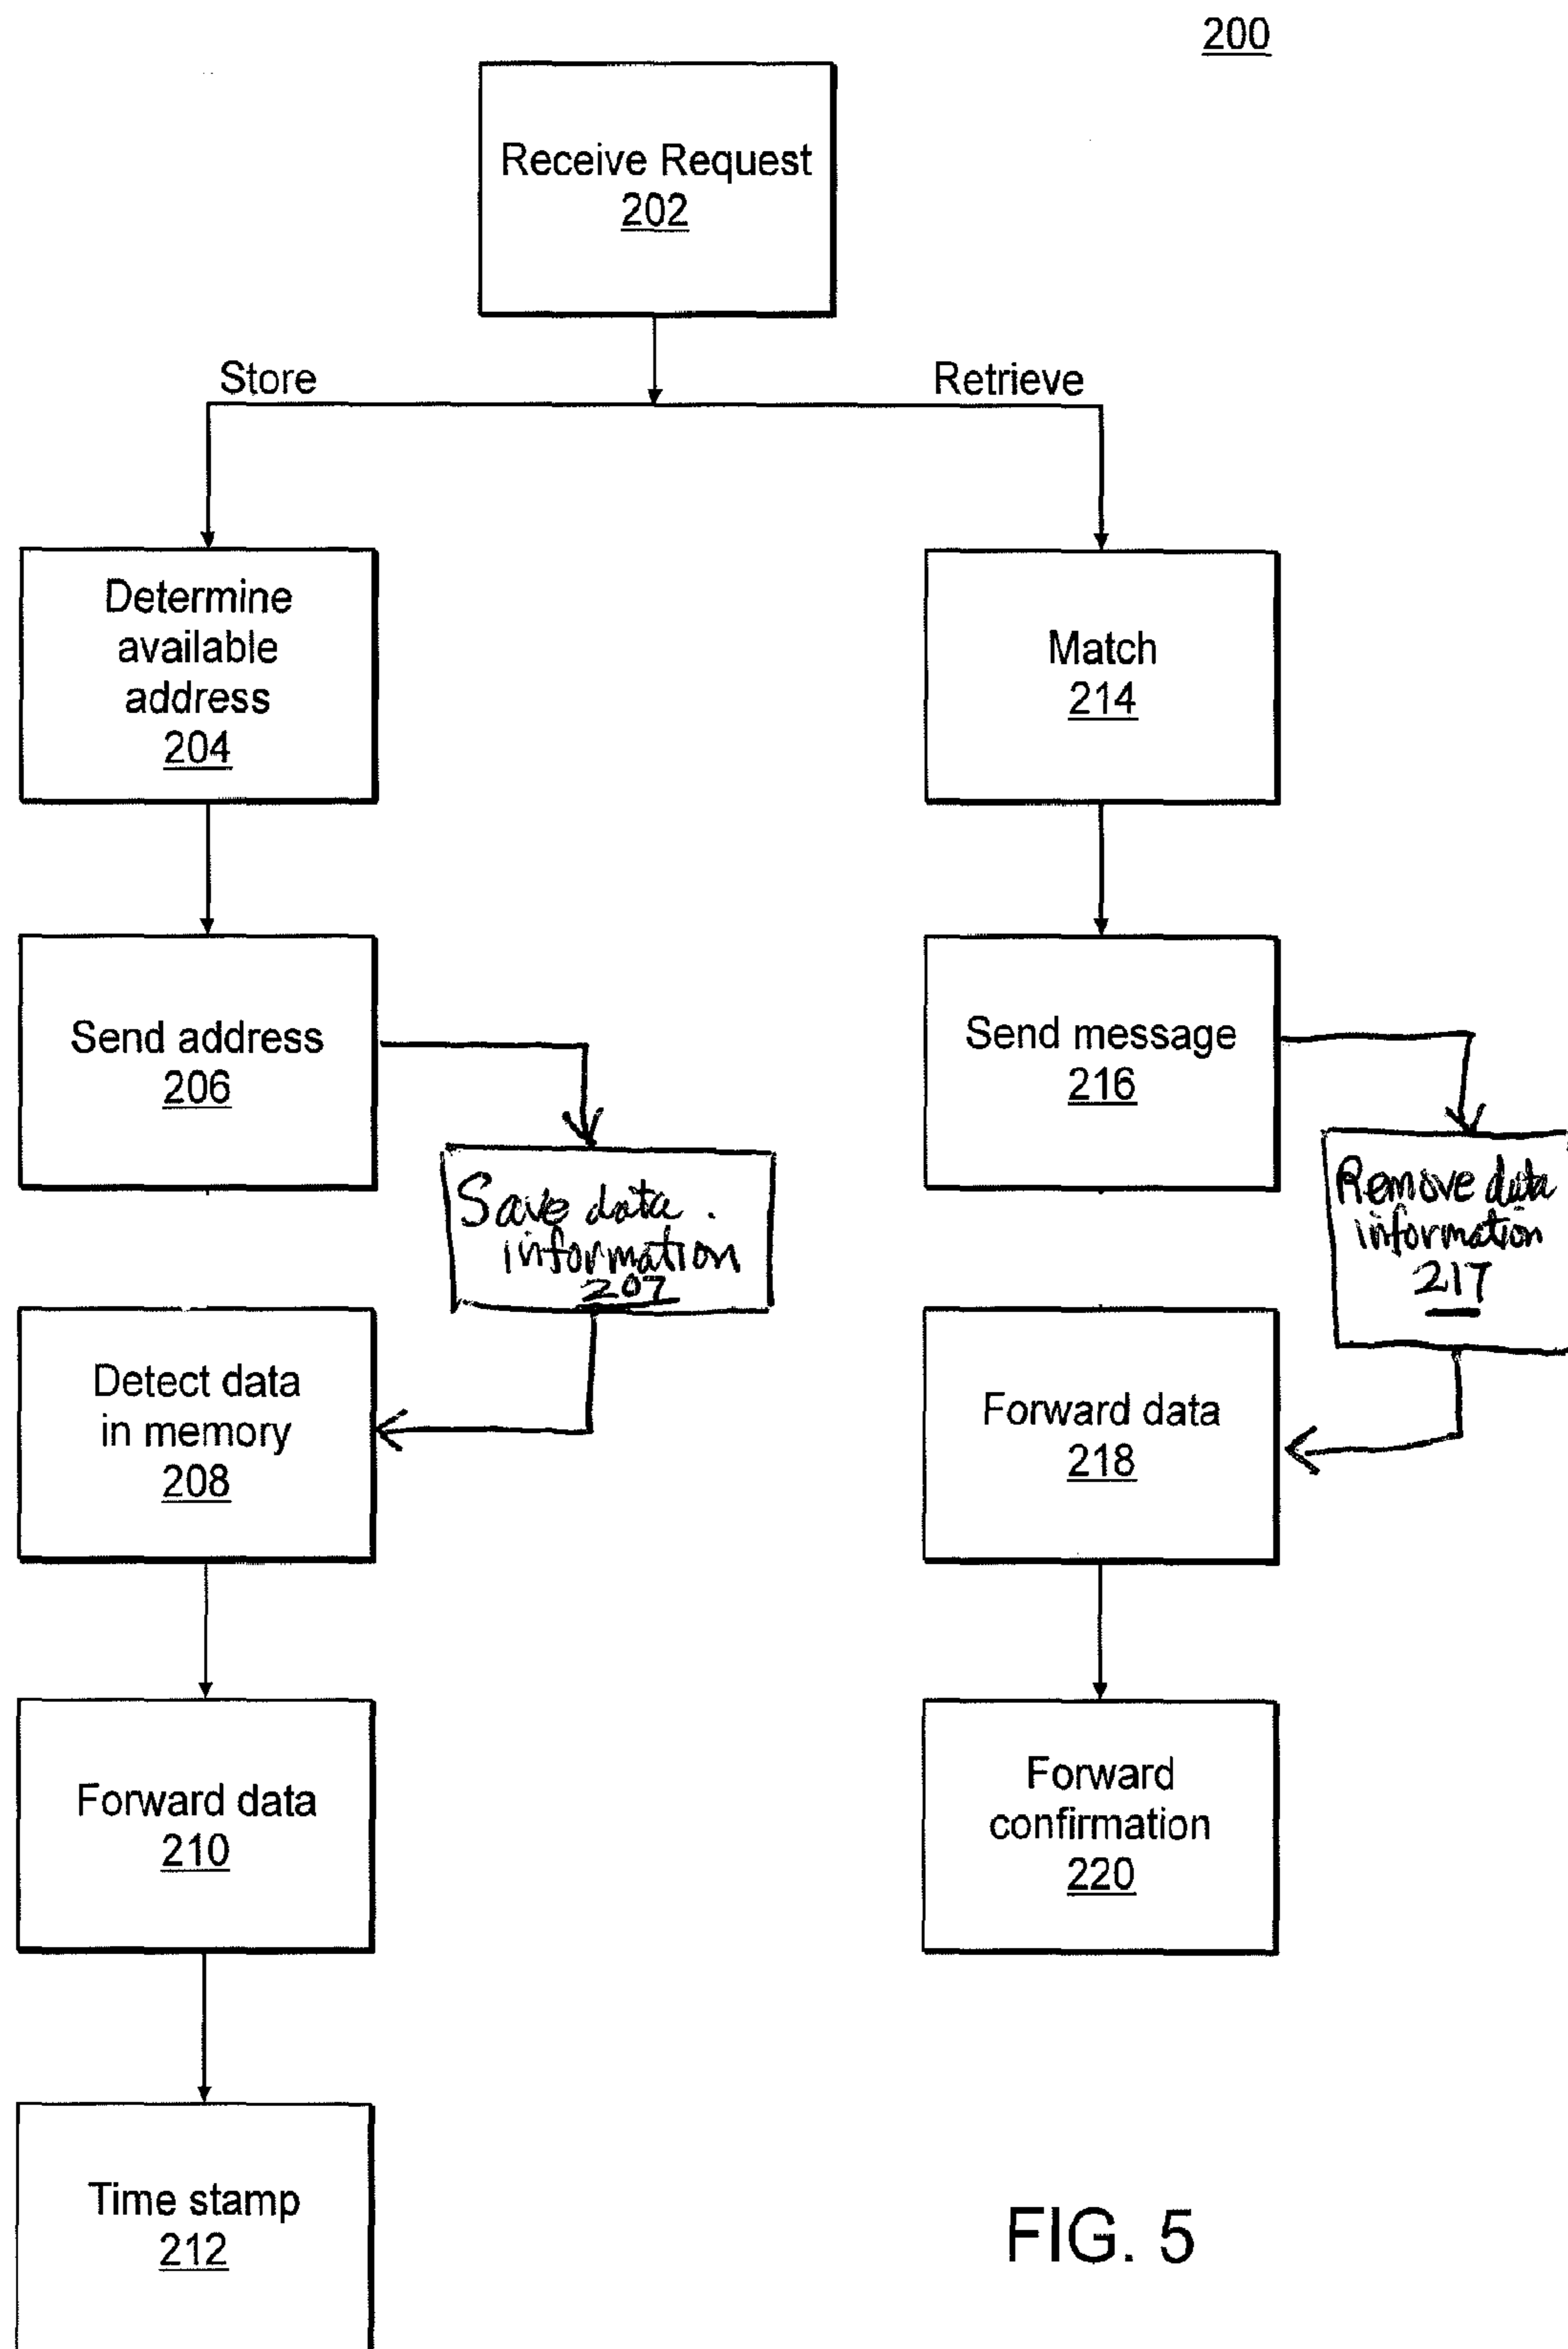 200
Receive Request
202
Store
Retrieve
Determine
available
address
204
Match
214
Send address
206
Send message
216
Save data
information
207
Remove data
information
217
Detect data
in memory
208
Forward data
218
Forward data
210
Forward
confirmation
220
Time stamp
212
FIG. 5